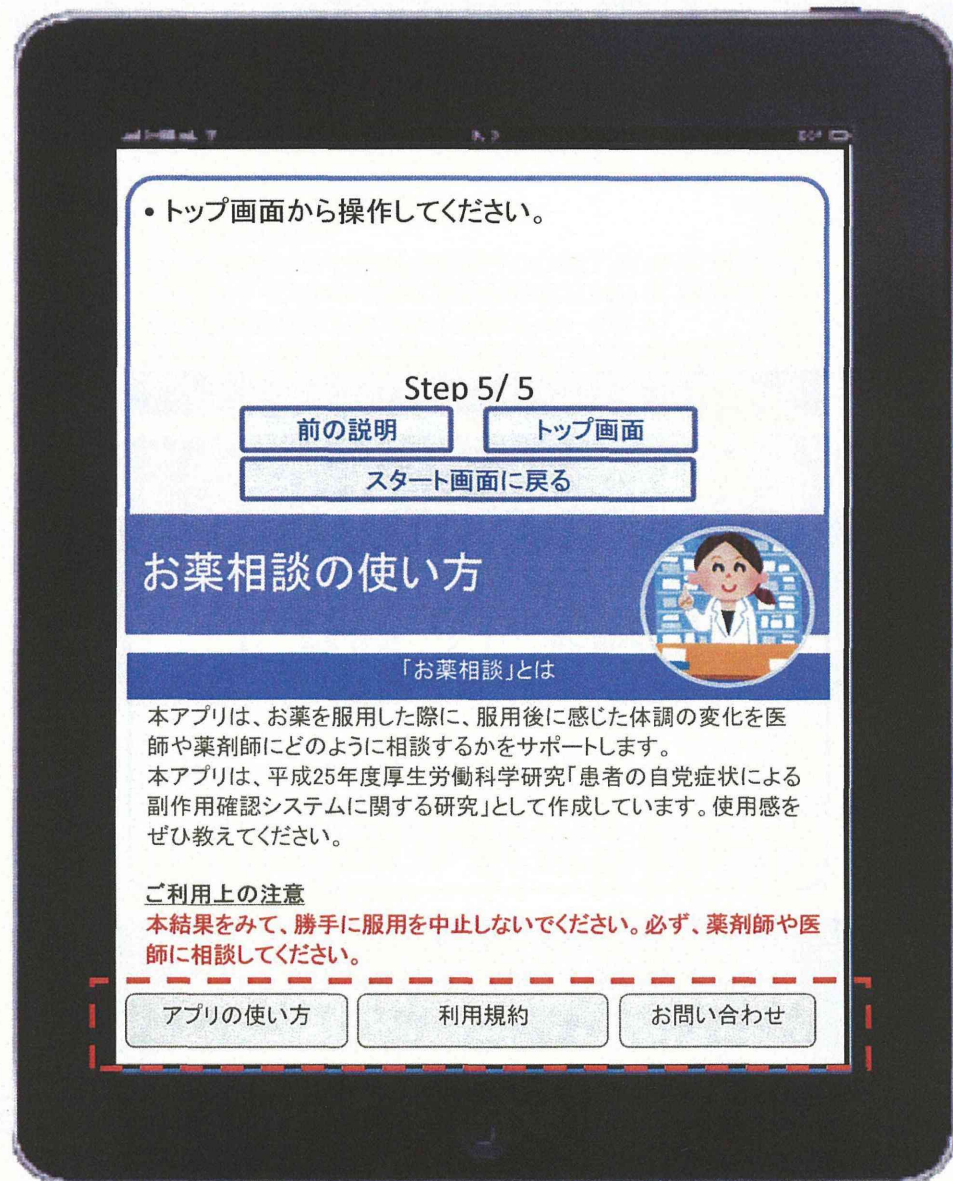 • トップ画面から操作してください。
Step 5/ 5
前の説明
トップ画面
スタート画面に戻る
お薬相談の使い方
「お薬相談」とは
本アプリは、お薬を服用した際に、服用後に感じた体調の変化を医
師や薬剤師にどのように相談するかをサポートします。
本アプリは、平成25年度厚生労働科学研究「患者の自覚症状による
副作用確認システムに関する研究」として作成しています。使用感を
ぜひ教えてください。
ご利用上の注意
本結果をみて、勝手に服用を中止しないでください。必ず、薬剤師や医
師に相談してください。
アプリの使い方
利用規約
お問い合わせ